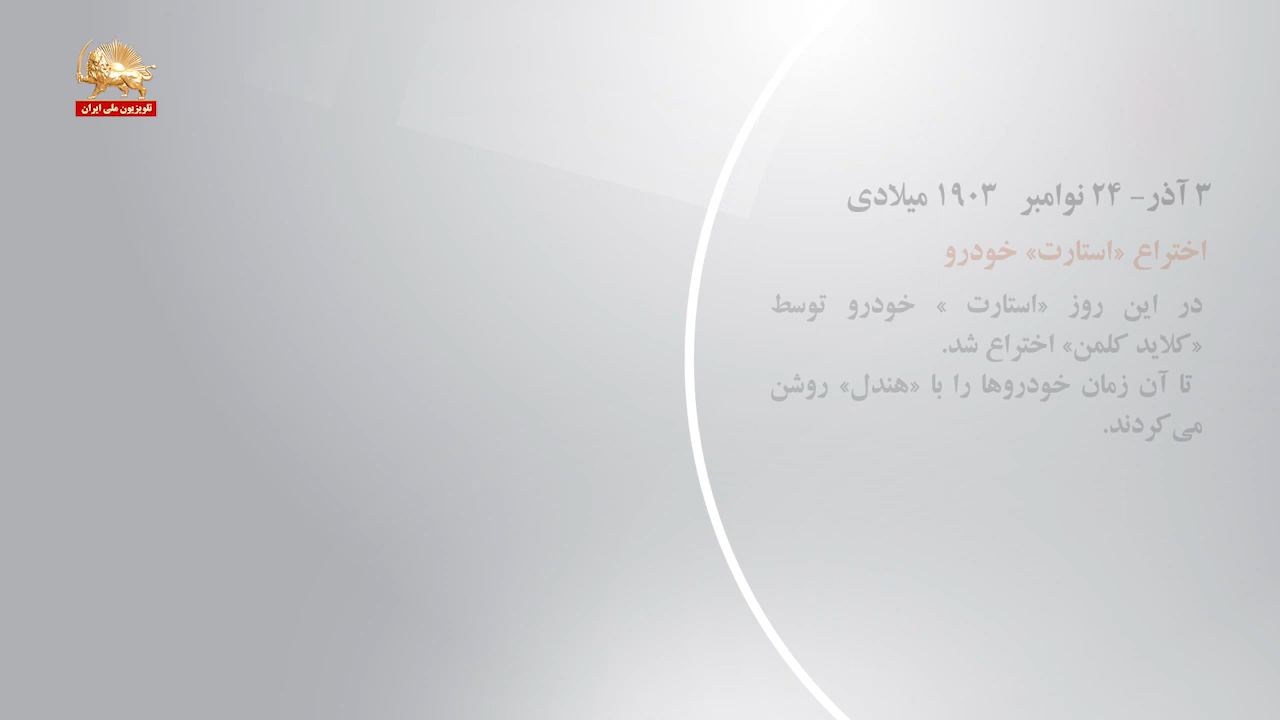 تلویزیون ملی ایران
۳ آذر- ۲۴ نوامبر ۱۹۰۳ میلادی
اختراع «استارت» خودرو
در این روز «استارت » خودرو توسط
«کلاید کلمن» اختراع شد.
تا آن زمان خودروها را با «هندل» روشن
می‌کردند.